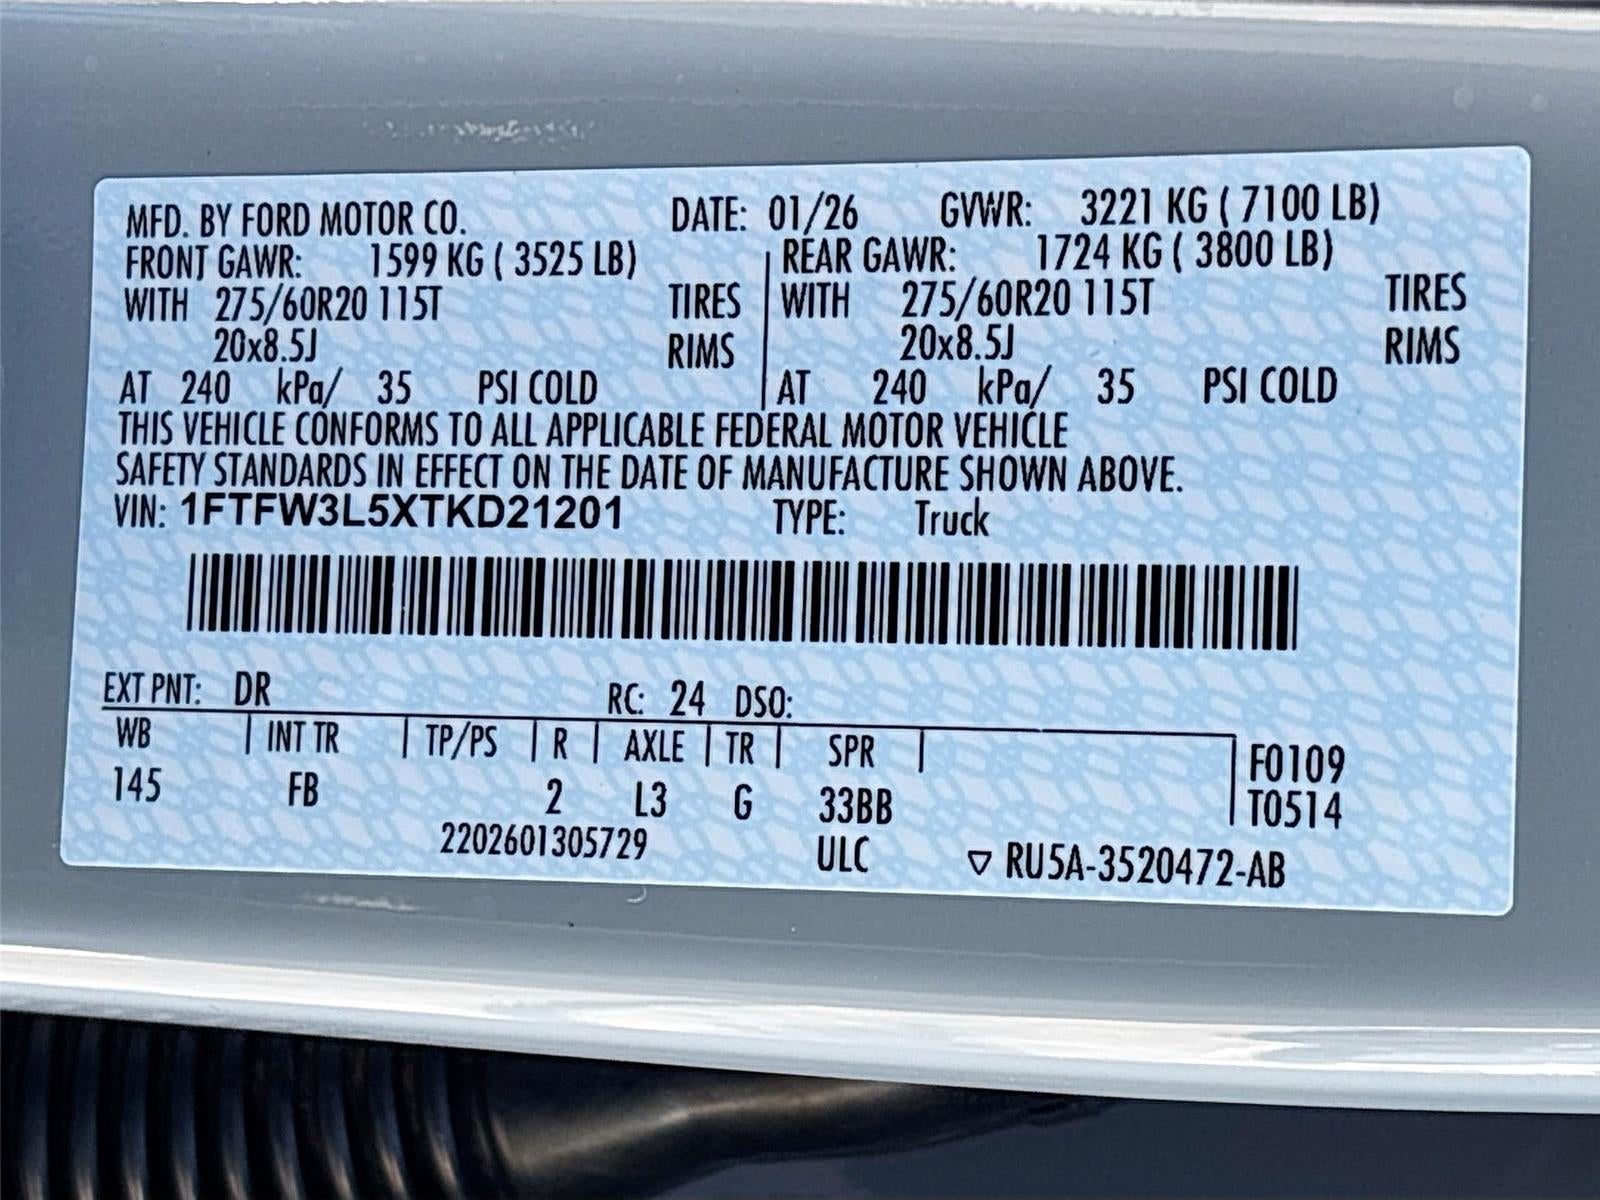 MFD. BY FORD MOTOR CO. DATE: 01/26 GVWR: 3221 KG ( 7100 LB)
FRONT GAWR: 1599 KG ( 3525 LB) REAR GAWR: 1724 KG ( 3800 LB)
WITH 275/60R20 115T TIRES WITH 275/60R20 115T TIRES
20x8.5J RIMS 20x8.5J RIMS
AT 240 kPa/ 35 PSI COLD AT 240 kPa/ 35 PSI COLD
THIS VEHICLE CONFORMS TO ALL APPLICABLE FEDERAL MOTOR VEHICLE
SAFETY STANDARDS IN EFFECT ON THE DATE OF MANUFACTURE SHOWN ABOVE.
VIN: 1FTFW3L5XTKD21201 TYPE: Truck
EXT PNT: DR RC: 24 DSO:
WB INT TR TP/PS R AXLE TR SPR F0109
145 FB 2 L3 G 33BB T0514
2202601305729 ULC ▽ RU5A-3520472-AB